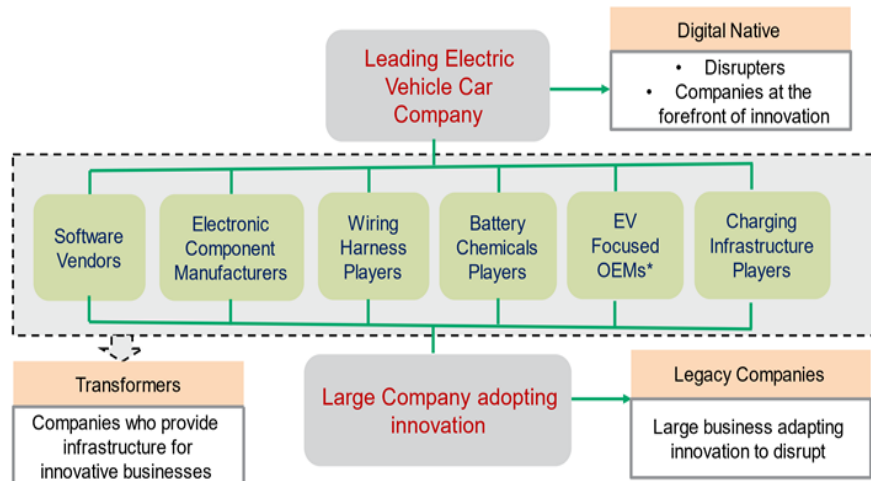 Digital Native
Leading Electric
Vehicle Car
Company
• Disrupters
• Companies at the
forefront of innovation
Software
Vendors
Electronic
Component
Manufacturers
Wiring
Harness
Players
Battery
Chemicals
Players
EV
Focused
OEMs*
Charging
Infrastructure
Players
Transformers
Companies who provide
infrastructure for
innovative businesses
Large Company adopting
innovation
Legacy Companies
Large business adapting
innovation to disrupt